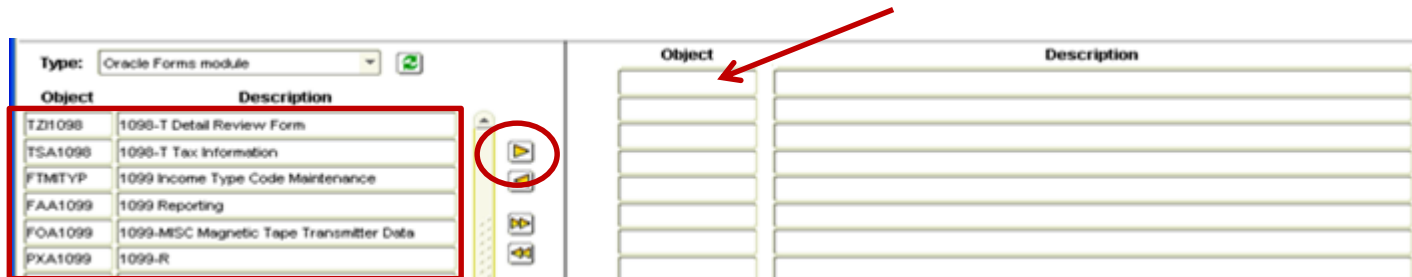 Type: Oracle Forms module
Object Description
TZI1098 1098-T Detail Review Form
TSA1098 1098-T Tax Information
FTMITYP 1099 Income Type Code Maintenance
FAA1099 1099 Reporting
FOA1099 1099-MISC Magnetic Tape Transmitter Data
PXA1099 1099-R
Object Description